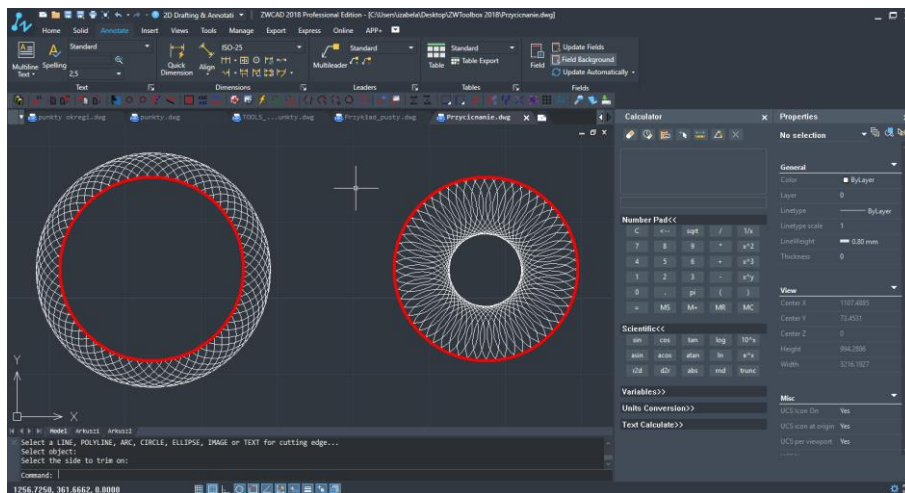 2D Drafting & Annotati
ZWCAD 2018 Professional Edition - [C:\Users\izabela\Desktop\ZWToolbox 2018\Przycicnanie.dwg]
Home Solid Annotate Insert Views Tools Manage Export Express Online APP+
Multiline Text
Spelling
Standard
2,5
Text
Quick Dimension
Align
ISO-25
Dimensions
Multileader
Standard
Leaders
Table
Standard
Table Export
Tables
Field
Update Fields
Field Background
Update Automatically
Fields
punkty okregi.dwg punkty.dwg TOOLS_...unkty.dwg Przyklad_pusty.dwg Przycicnanie.dwg X
Calculator
Number Pad<<
C <-- sqrt / 1/x
7 8 9 * x^2
4 5 6 + x^3
1 2 3 - x^y
0 . pi ( )
= MS M+ MR MC
Scientific<<
sin cos tan log 10^x
asin acos atan ln e^x
r2d d2r abs rnd trunc
Variables>>
Units Conversion>>
Text Calculate>>
Properties
No selection
General
Color ByLayer
Layer 0
Linetype ByLayer
Linetype scale 1
LineWeight 0.80 mm
Thickness 0
View
Center X 1107.4885
Center Y 73.4531
Center Z 0
Height 994.2898
Width 3216.1927
Misc
UCS Icon On Yes
UCS icon at origin Yes
UCS per viewport Yes
Y
X
Model Arkusz1 Arkusz2
Select a LINE, POLYLINE, ARC, CIRCLE, ELLIPSE, IMAGE or TEXT for cutting edge...
Select object:
Select the side to trim on:
Command:
1256.7250, 361.6662, 0.0000